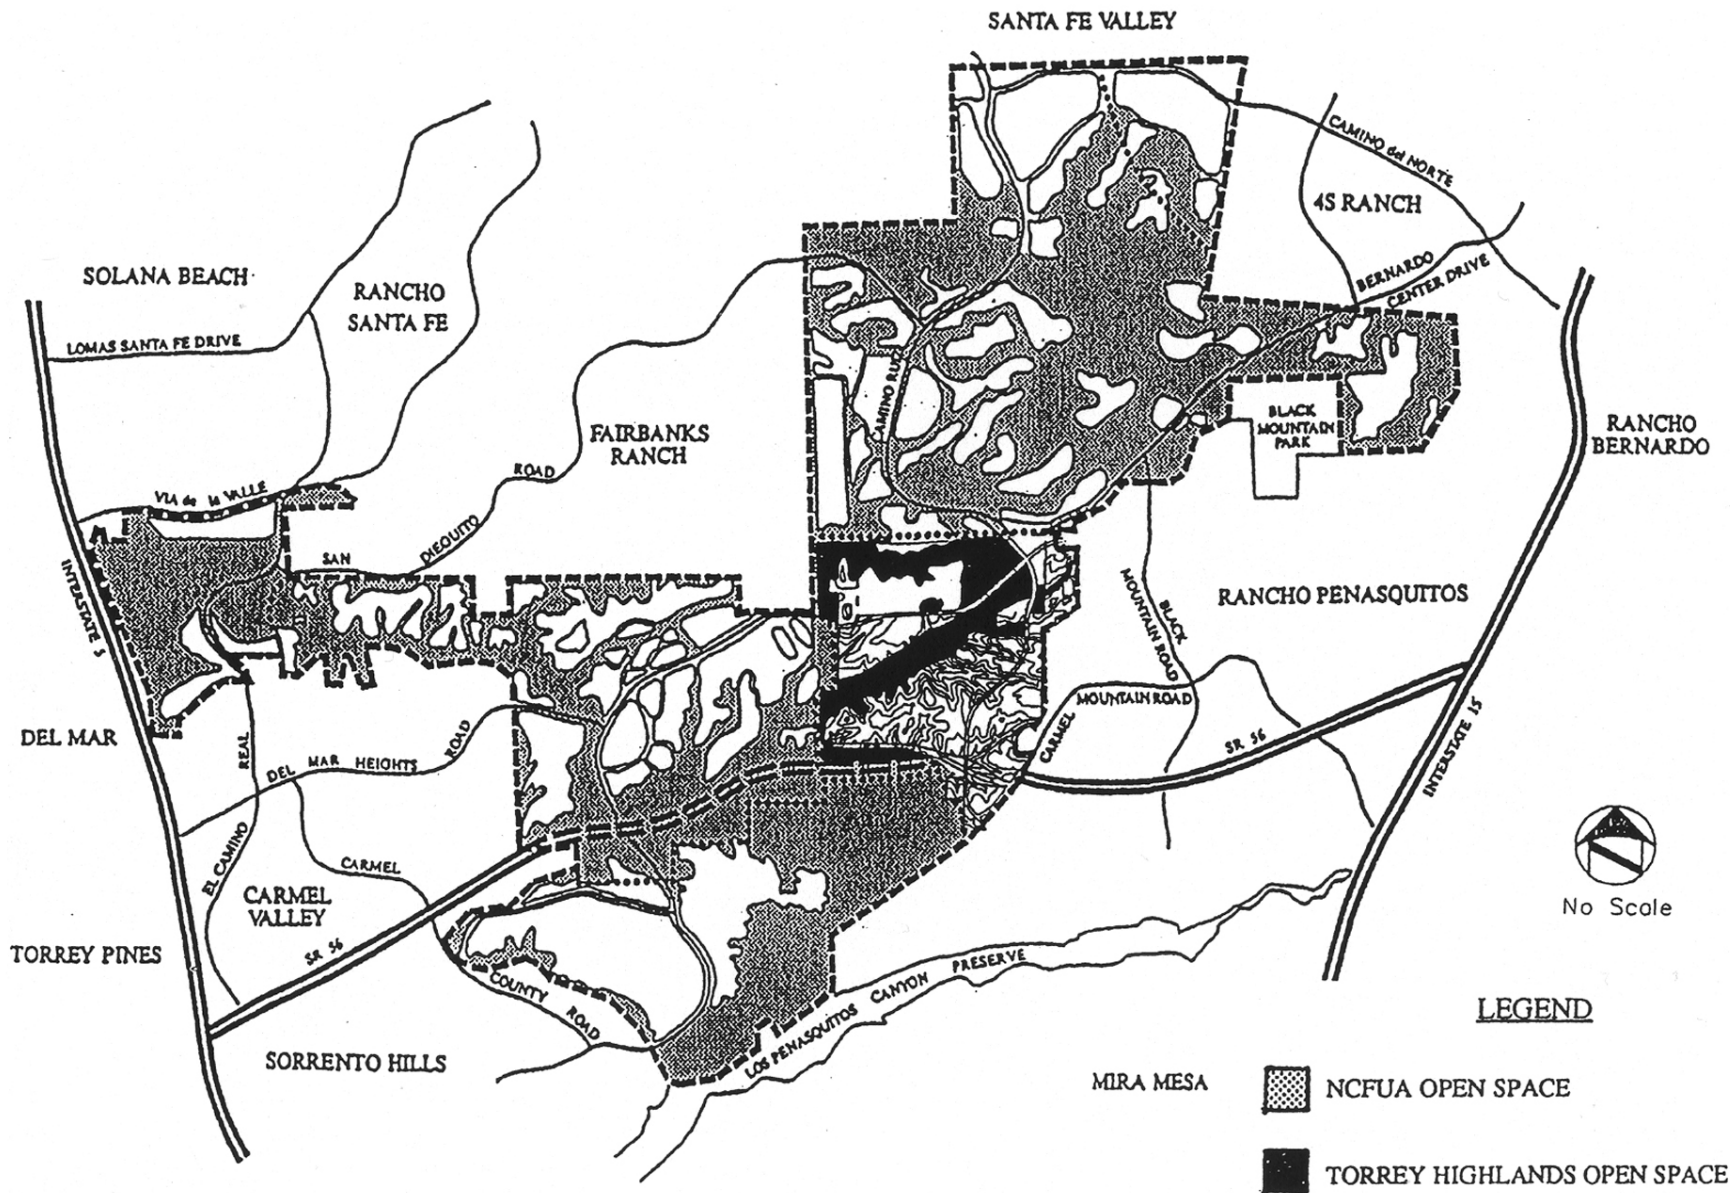 SANTA FE VALLEY
CAMINO del NORTE
4S RANCH
SOLANA BEACH
RANCHO
SANTA FE
BERNARDO
CENTER DRIVE
LOMAS SANTA FE DRIVE
CAMINO RUIZ
FAIRBANKS
RANCH
BLACK
MOUNTAIN
PARK
RANCHO
BERNARDO
VIA de la VALLE
ROAD
DIEQUITO
SAN
INTERSTATE 5
RANCHO PENASQUITOS
BLACK
MOUNTAIN ROAD
MOUNTAIN ROAD
CARMEL
DEL MAR
REAL
DEL MAR HEIGHTS
ROAD
SR 56
INTERSTATE 15
EL CAMINO
CARMEL
CARMEL
VALLEY
No Scale
TORREY PINES
SR 56
COUNTY
ROAD
LOS PENASQUITOS CANYON PRESERVE
LEGEND
SORRENTO HILLS
MIRA MESA
NCFUA OPEN SPACE
TORREY HIGHLANDS OPEN SPACE